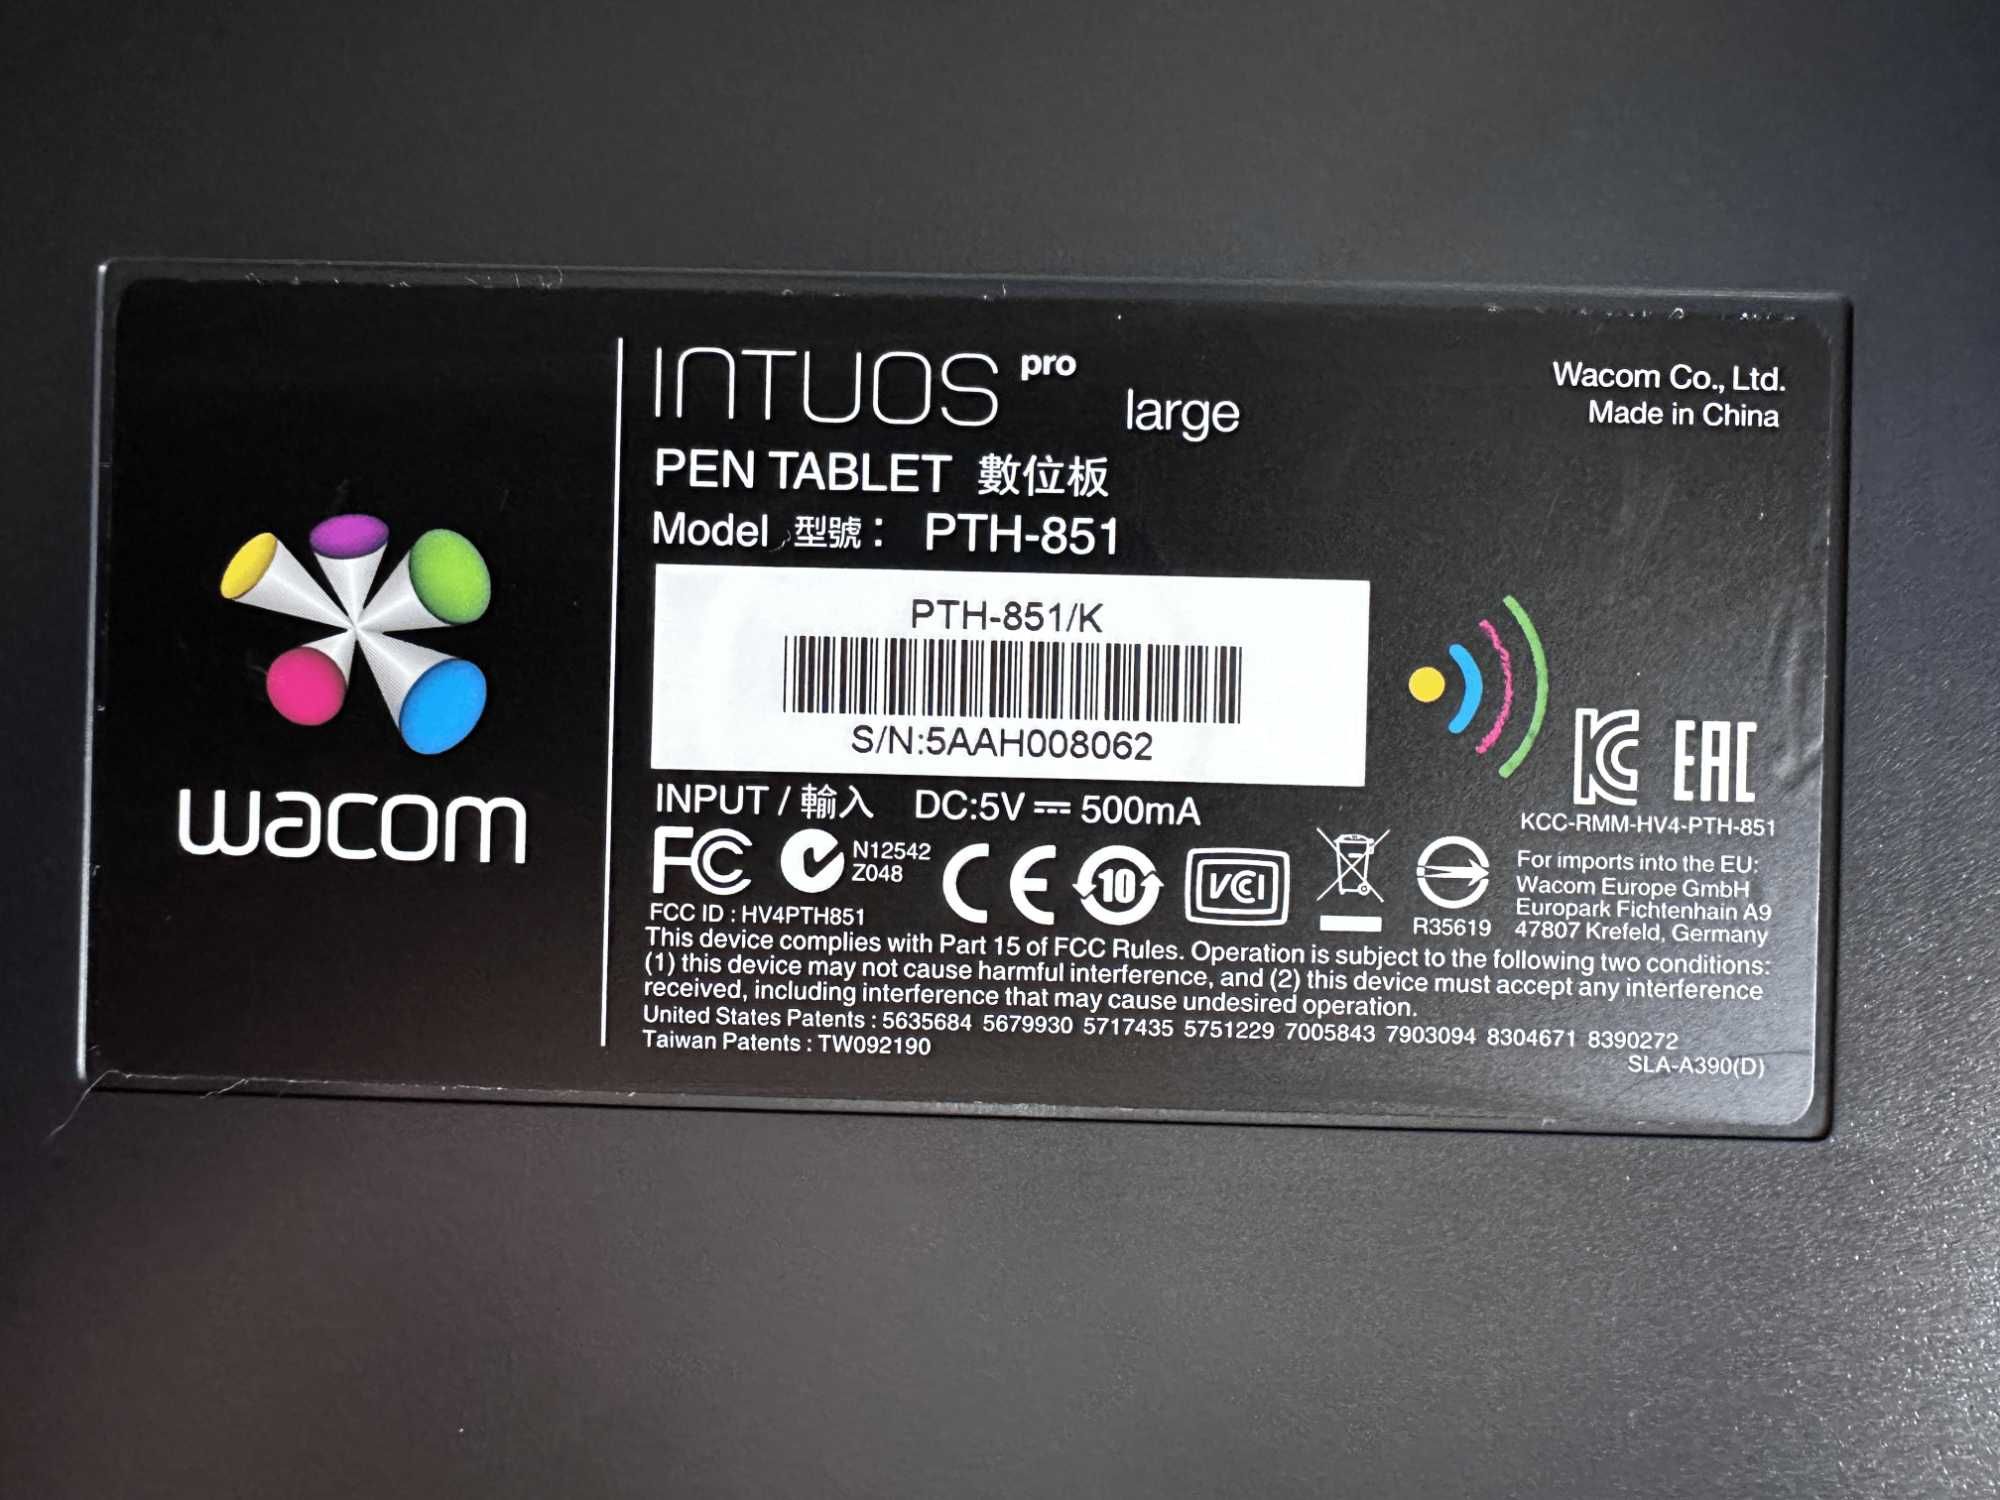 wacom
INTUOS pro large
Wacom Co., Ltd.
Made in China
PEN TABLET 數位板
Model 型號： PTH-851
PTH-851/K
S/N:5AAH008062
INPUT / 輸入 DC:5V ⎓ 500mA
KC EAC
KCC-RMM-HV4-PTH-851
FC N12542
Z048
CE 10 VCI
FCC ID : HV4PTH851
R35619
For imports into the EU:
Wacom Europe GmbH
Europark Fichtenhain A9
47807 Krefeld, Germany
This device complies with Part 15 of FCC Rules. Operation is subject to the following two conditions:
(1) this device may not cause harmful interference, and (2) this device must accept any interference
received, including interference that may cause undesired operation.
United States Patents : 5635684 5679930 5717435 5751229 7005843 7903094 8304671 8390272
Taiwan Patents : TW092190
SLA-A390(D)